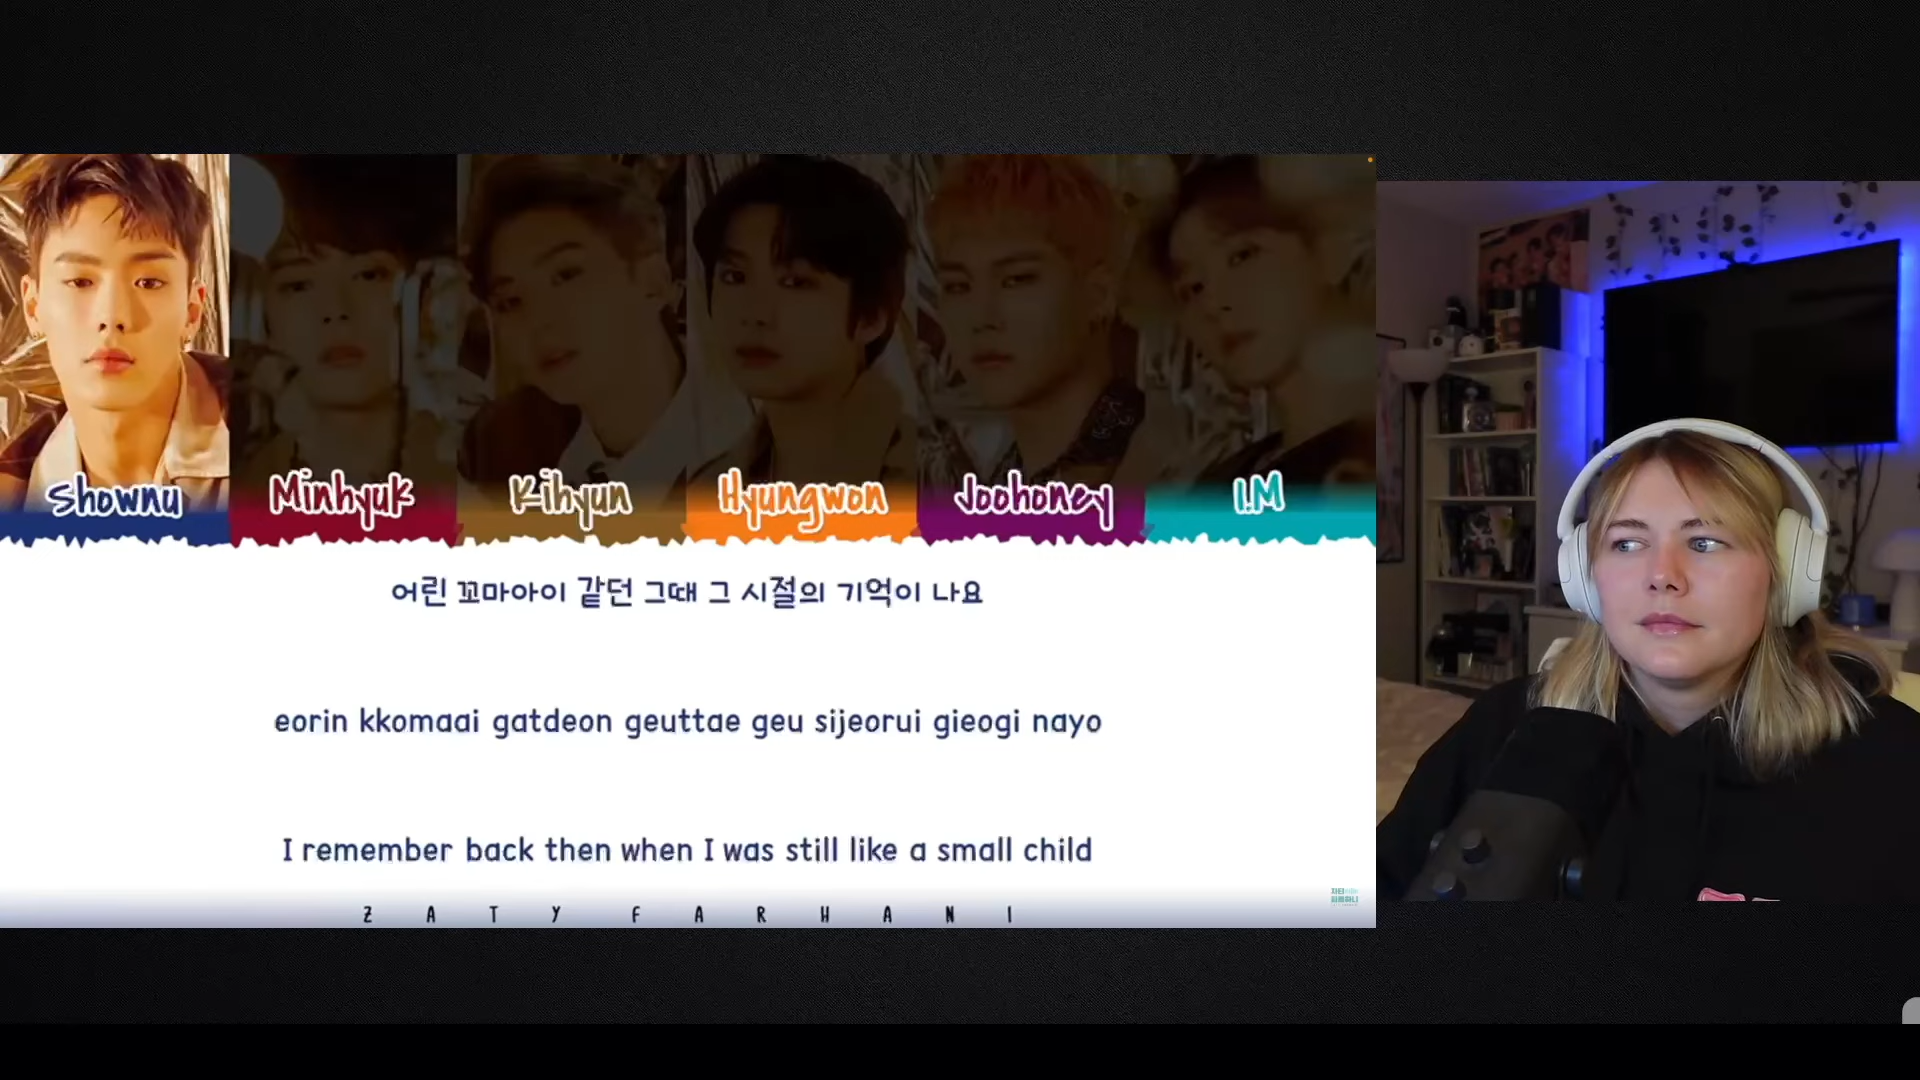 Shownu
Minhyuk
Kihyun
Hyungwon
Joohoney
I.M
어린 꼬마아이 같던 그때 그 시절의 기억이 나요
eorin kkomaai gatdeon geuttae geu sijeorui gieogi nayo
I remember back then when I was still like a small child
ZATY FARHANI